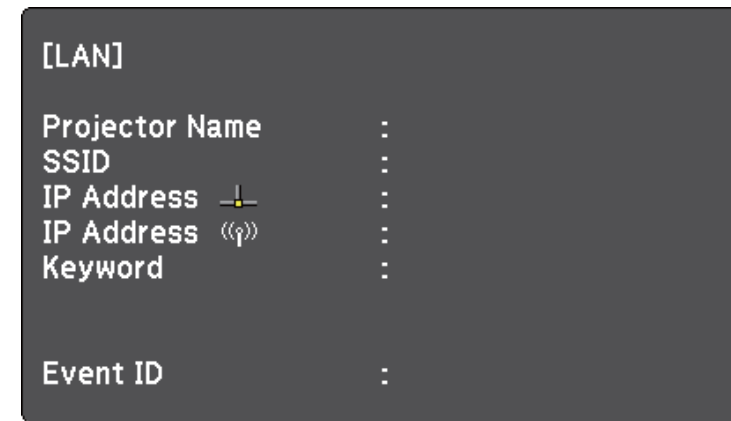 [LAN]
Projector Name :
SSID :
IP Address :
IP Address :
Keyword :
Event ID :